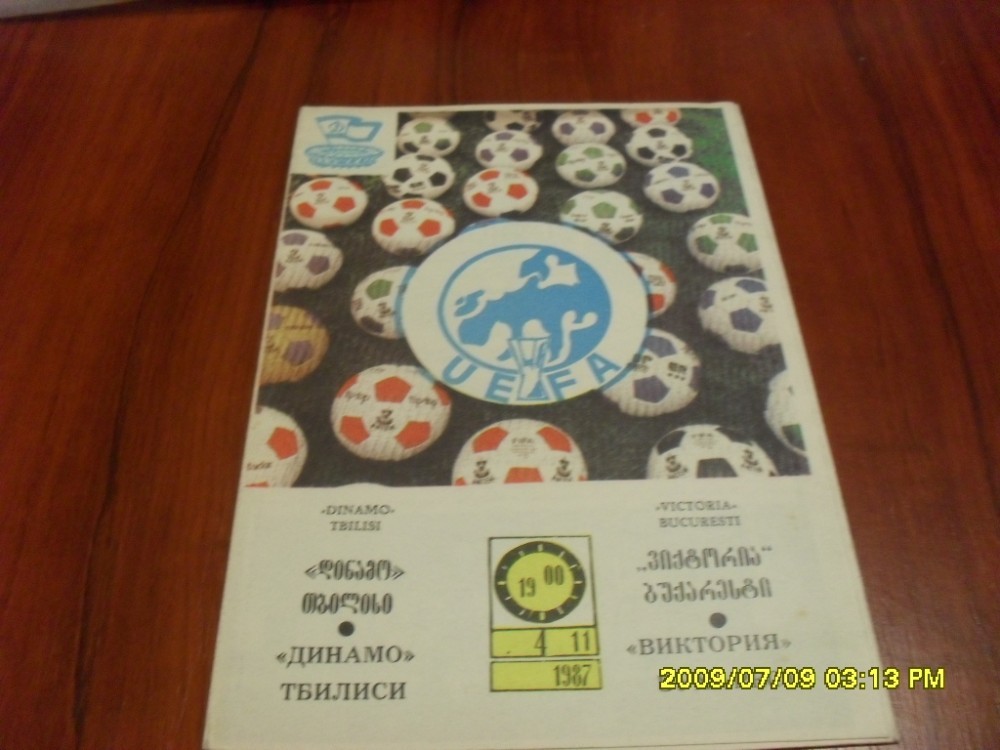 UEFA
«DINAMO»
TBILISI
«დინამო»
თბილისი
«ДИНАМО»
ТБИЛИСИ
19 00
4 11
1987
«VICTORIA»
BUCURESTI
„ვიქტორია“
ბუქარესტი
«ВИКТОРИЯ»
2009/07/09 03:13 PM